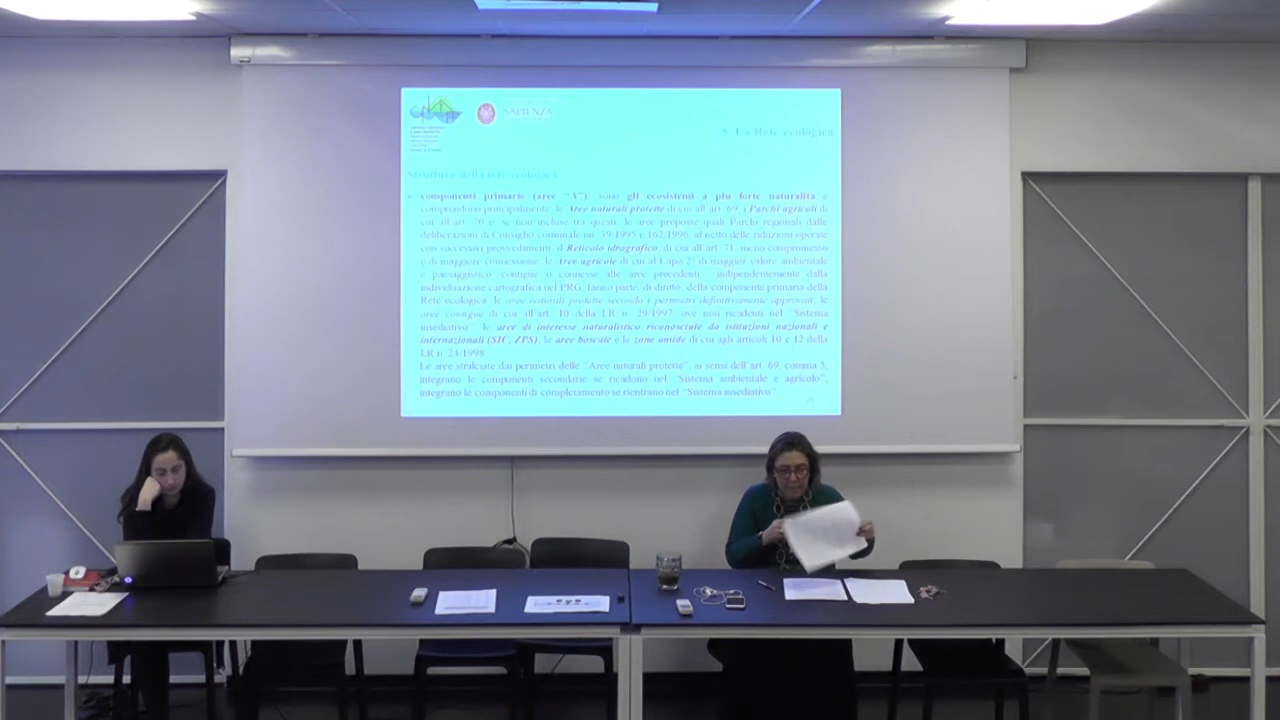 SAPIENZA
5. La Rete ecologica
Struttura della rete ecologica
componenti primarie (aree "A"): sono gli ecosistemi a più forte naturalità e
comprendono principalmente: le Aree naturali protette di cui all'art. 69, i Parchi agricoli di
cui all'art. 70 e, se non incluse tra questi, le aree proposte quali Parchi regionali dalle
deliberazioni di Consiglio comunale nn. 39/1995 e 162/1996, al netto delle riduzioni operate
con successivi provvedimenti; il Reticolo idrografico, di cui all'art. 71, meno compromesso
e di maggiore connessione; le Aree agricole di cui al Capo 2° di maggior valore ambientale
e paesaggistico, contigue o connesse alle aree precedenti; indipendentemente dalla
individuazione cartografica nel PRG, fanno parte, di diritto, della componente primaria della
Rete ecologica: le aree naturali protette secondo i perimetri definitivamente approvati, le
aree contigue di cui all'art. 10 della LR n. 29/1997, ove non ricadenti nel "Sistema
insediativo", le aree di interesse naturalistico riconosciute da istituzioni nazionali e
internazionali (SIC, ZPS), le aree boscate e le zone umide di cui agli articoli 10 e 12 della
LR n. 24/1998.
Le aree stralciate dai perimetri delle "Aree naturali protette", ai sensi dell'art. 69, comma 5,
integrano le componenti secondarie se ricadono nel "Sistema ambientale e agricolo",
integrano le componenti di completamento se rientrano nel "Sistema insediativo".